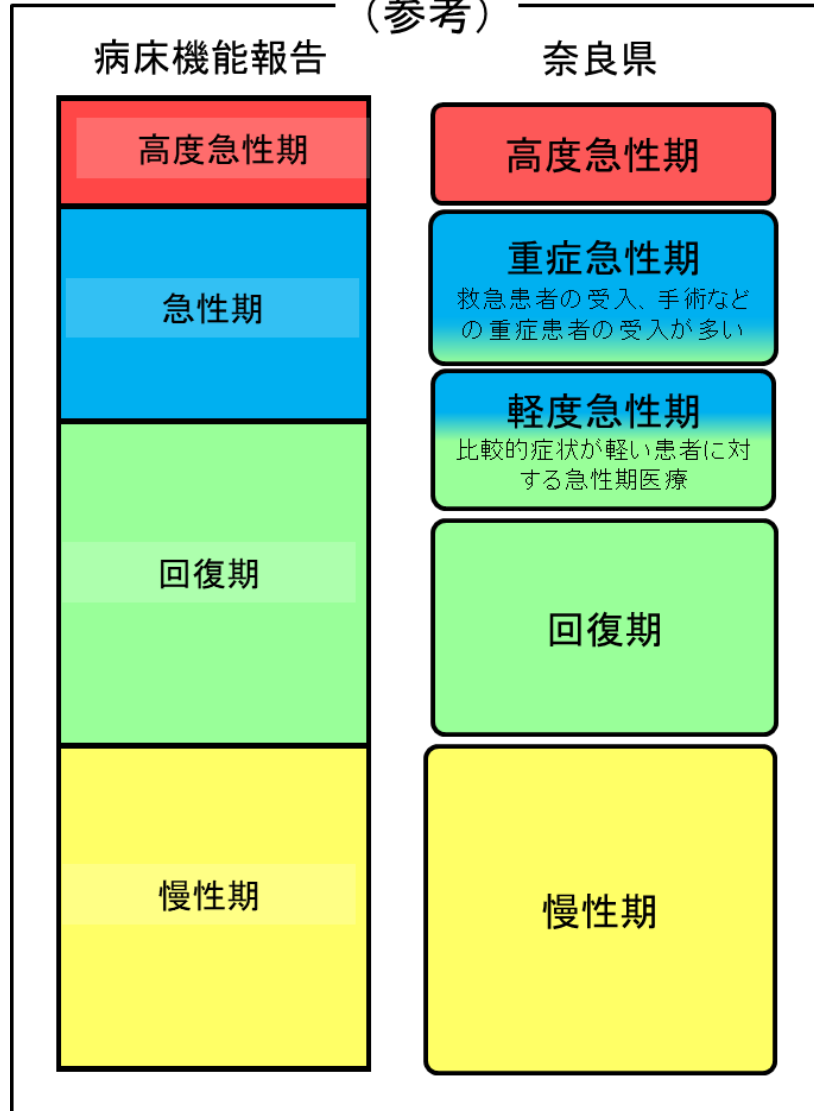 （参考）
病床機能報告
高度急性期
急性期
回復期
慢性期
奈良県
高度急性期
重症急性期
救急患者の受入、手術など
の重症患者の受入が多い
軽度急性期
比較的症状が軽い患者に対
する急性期医療
回復期
慢性期